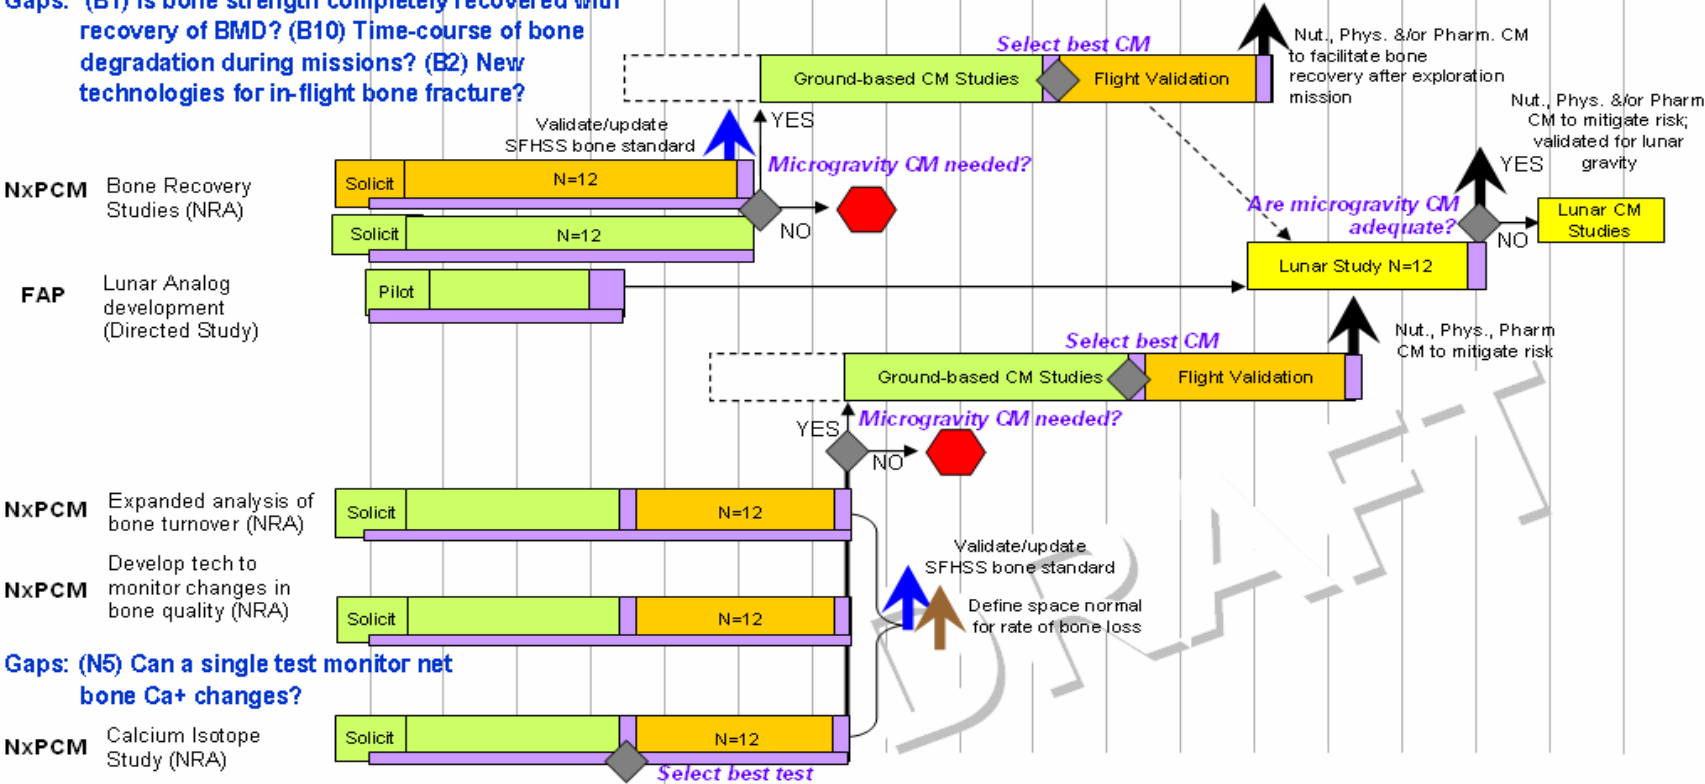 Gaps: (B1) Is bone strength completely recovered with
recovery of BMD? (B10) Time-course of bone
degradation during missions? (B2) New
technologies for in-flight bone fracture?
Select best CM
Ground-based CM Studies
Flight Validation
Nut., Phys. &/or Pharm. CM
to facilitate bone
recovery after exploration
mission
Nut., Phys. &/or Pharm
CM to mitigate risk;
validated for lunar
gravity
Validate/update
SFHSS bone standard
YES
Microgravity CM needed?
NO
NxPCM
Bone Recovery
Studies (NRA)
Solicit
N=12
Solicit
N=12
YES
Are microgravity CM
adequate?
NO
Lunar CM
Studies
Lunar Study N=12
FAP
Lunar Analog
development
(Directed Study)
Pilot
Nut., Phys., Pharm
CM to mitigate risk
Select best CM
Ground-based CM Studies
Flight Validation
YES
Microgravity CM needed?
NO
NxPCM
Expanded analysis of
bone turnover (NRA)
Solicit
N=12
NxPCM
Develop tech to
monitor changes in
bone quality (NRA)
Solicit
N=12
Validate/update
SFHSS bone standard
Define space normal
for rate of bone loss
Gaps: (N5) Can a single test monitor net
bone Ca+ changes?
NxPCM
Calcium Isotope
Study (NRA)
Solicit
N=12
Select best test
DRAFT